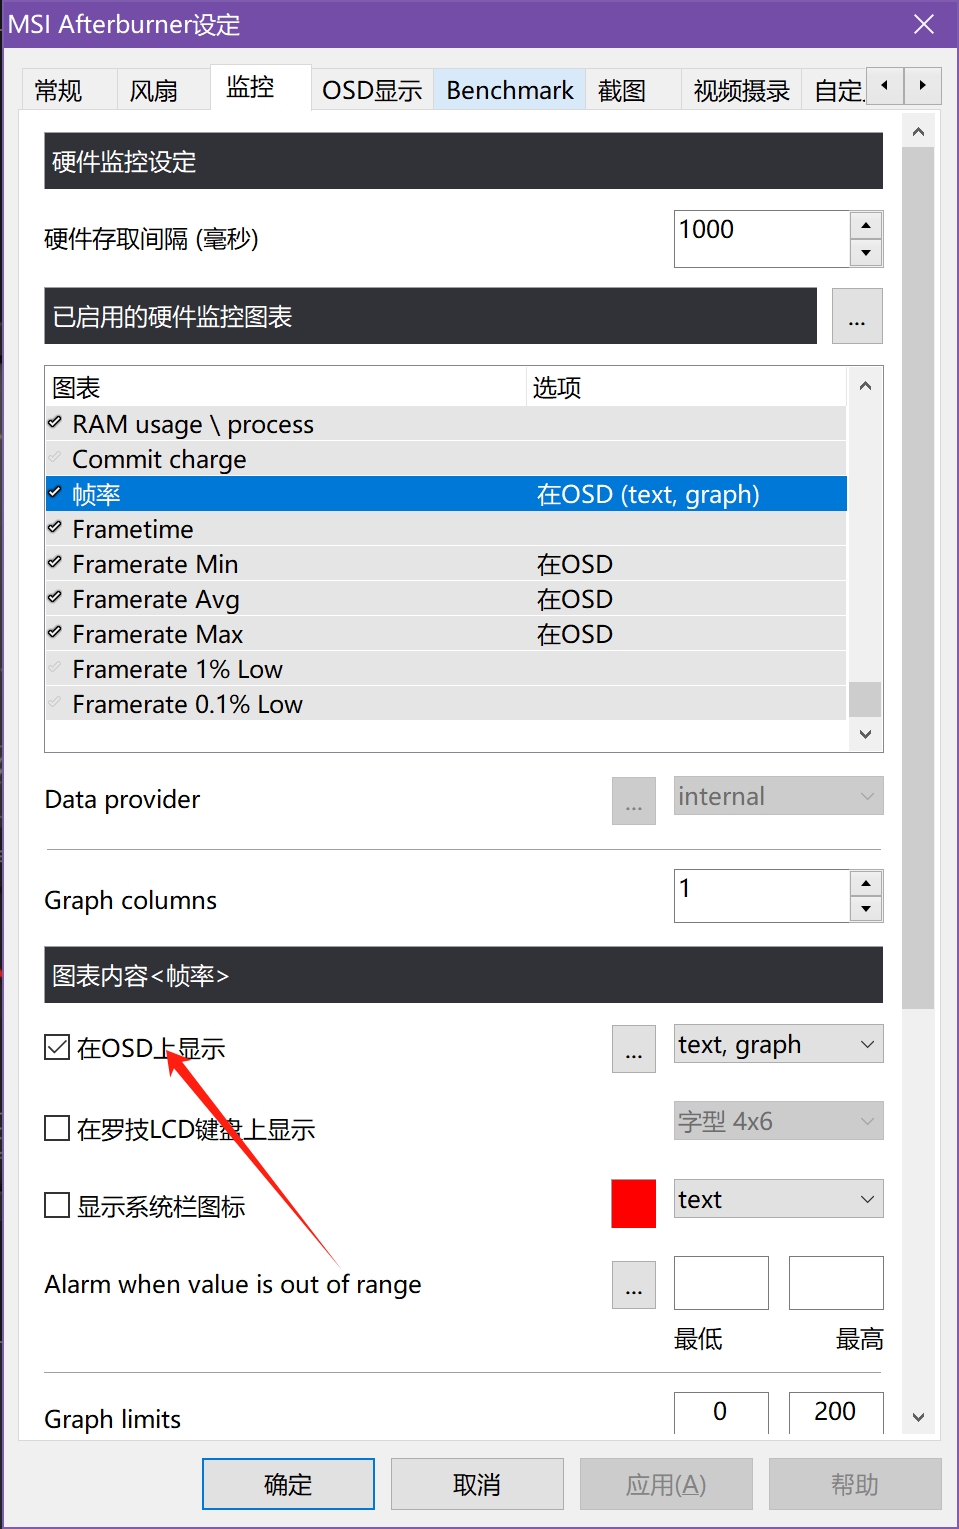 MSI Afterburner设定
常规 风扇 监控 OSD显示 Benchmark 截图 视频摄录 自定
硬件监控设定
硬件存取间隔 (毫秒) 1000
已启用的硬件监控图表 ...
图表 选项
RAM usage \ process
Commit charge
帧率 在OSD (text, graph)
Frametime
Framerate Min 在OSD
Framerate Avg 在OSD
Framerate Max 在OSD
Framerate 1% Low
Framerate 0.1% Low
Data provider ... internal
Graph columns 1
图表内容<帧率>
在OSD上显示 ... text, graph
在罗技LCD键盘上显示 字型 4x6
显示系统栏图标 text
Alarm when value is out of range ...
最低 最高
Graph limits 0 200
确定 取消 应用(A) 帮助